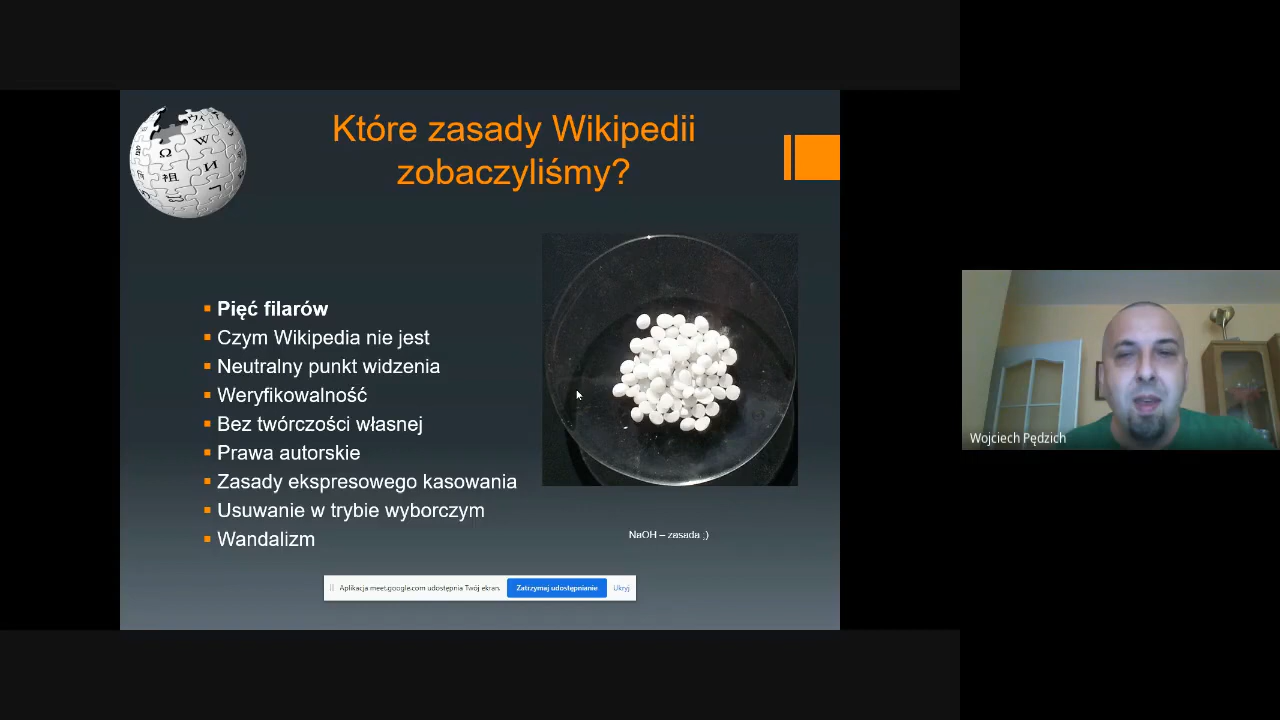 Które zasady Wikipedii
zobaczyliśmy?
Pięć filarów
Czym Wikipedia nie jest
Neutralny punkt widzenia
Weryfikowalność
Bez twórczości własnej
Prawa autorskie
Zasady ekspresowego kasowania
Usuwanie w trybie wyborczym
Wandalizm
NaOH – zasada ;)
Aplikacja meet.google.com udostępnia Twój ekran.
Zatrzymaj udostępnianie
Ukryj
Wojciech Pędzich
Ω
W
И
祖